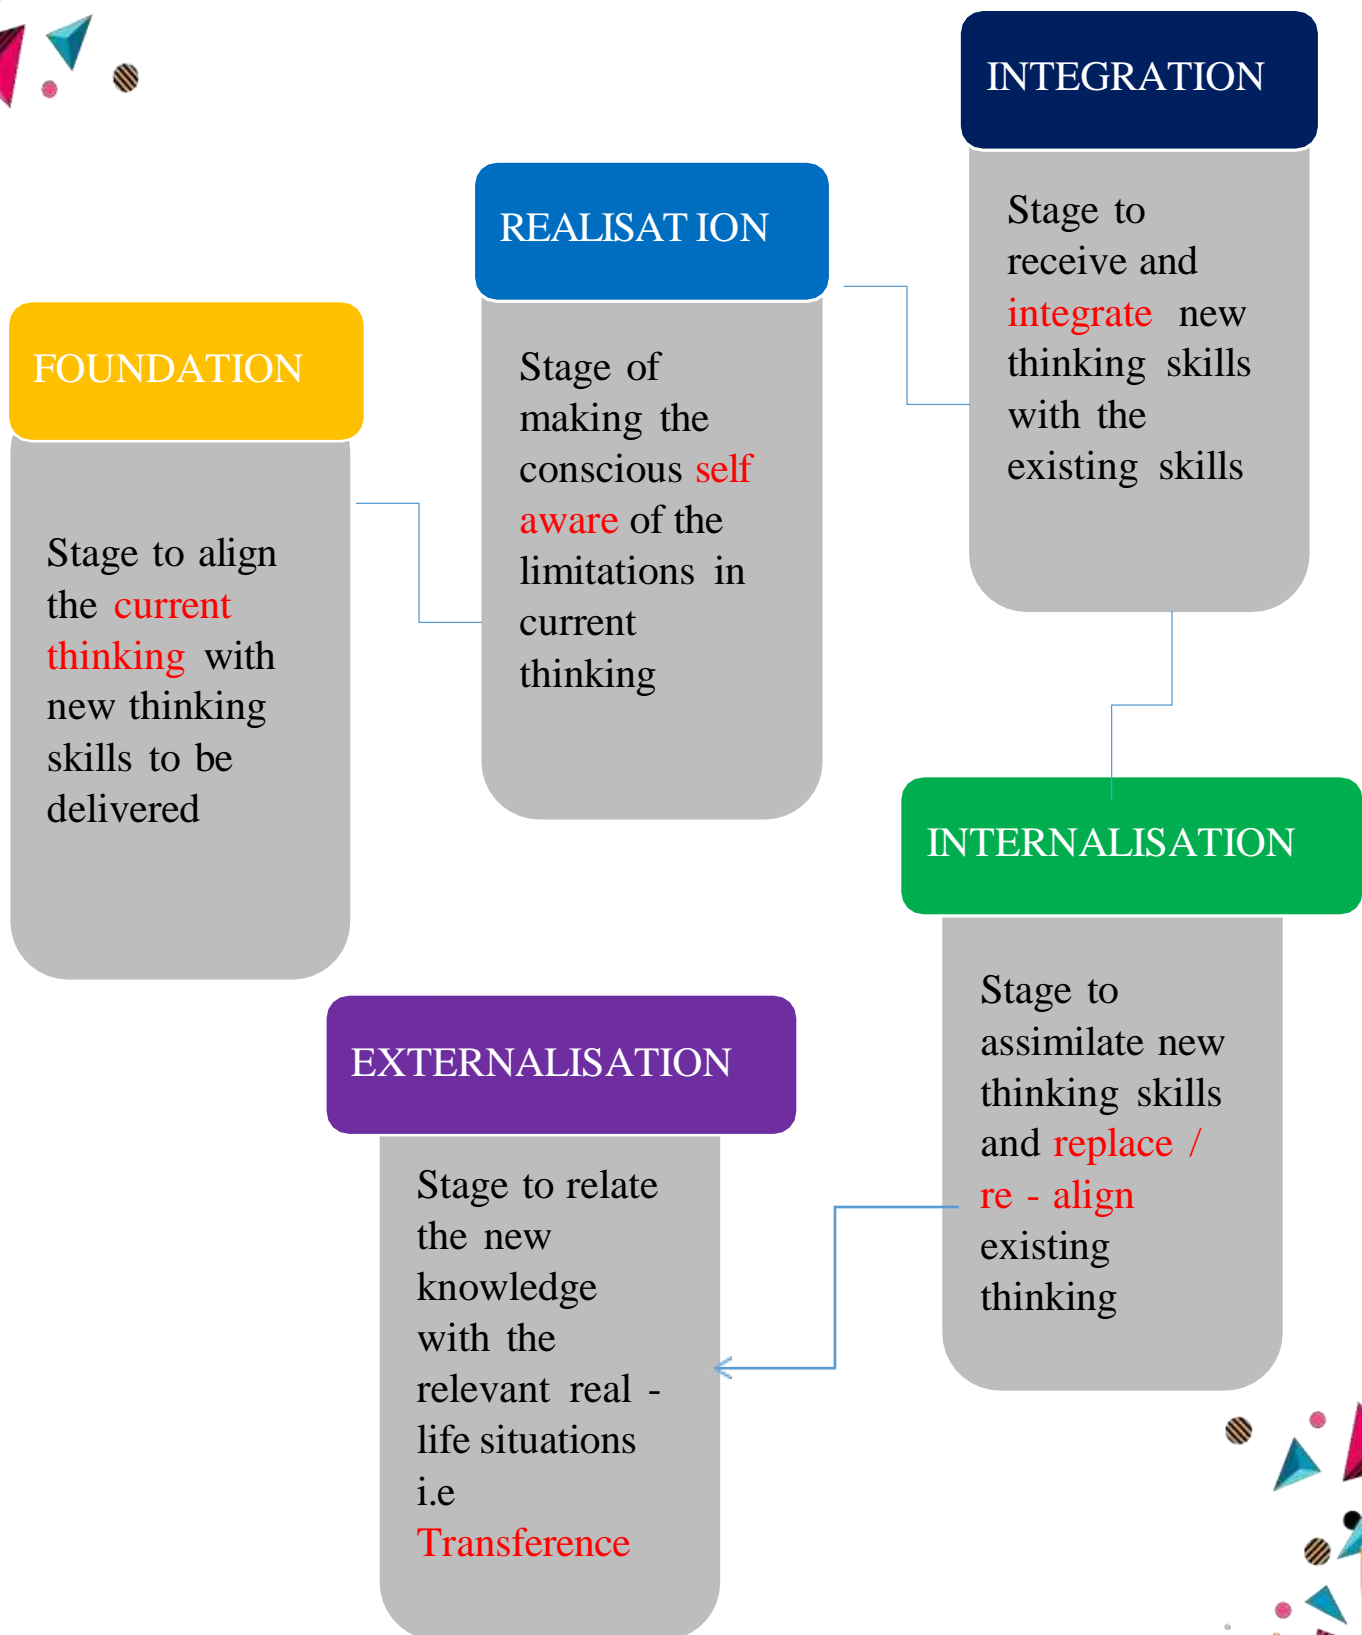 FOUNDATION
Stage to align
the current
thinking with
new thinking
skills to be
delivered
REALISAT ION
Stage of
making the
conscious self
aware of the
limitations in
current
thinking
INTEGRATION
Stage to
receive and
integrate new
thinking skills
with the
existing skills
INTERNALISATION
Stage to
assimilate new
thinking skills
and replace /
re - align
existing
thinking
EXTERNALISATION
Stage to relate
the new
knowledge
with the
relevant real -
life situations
i.e
Transference